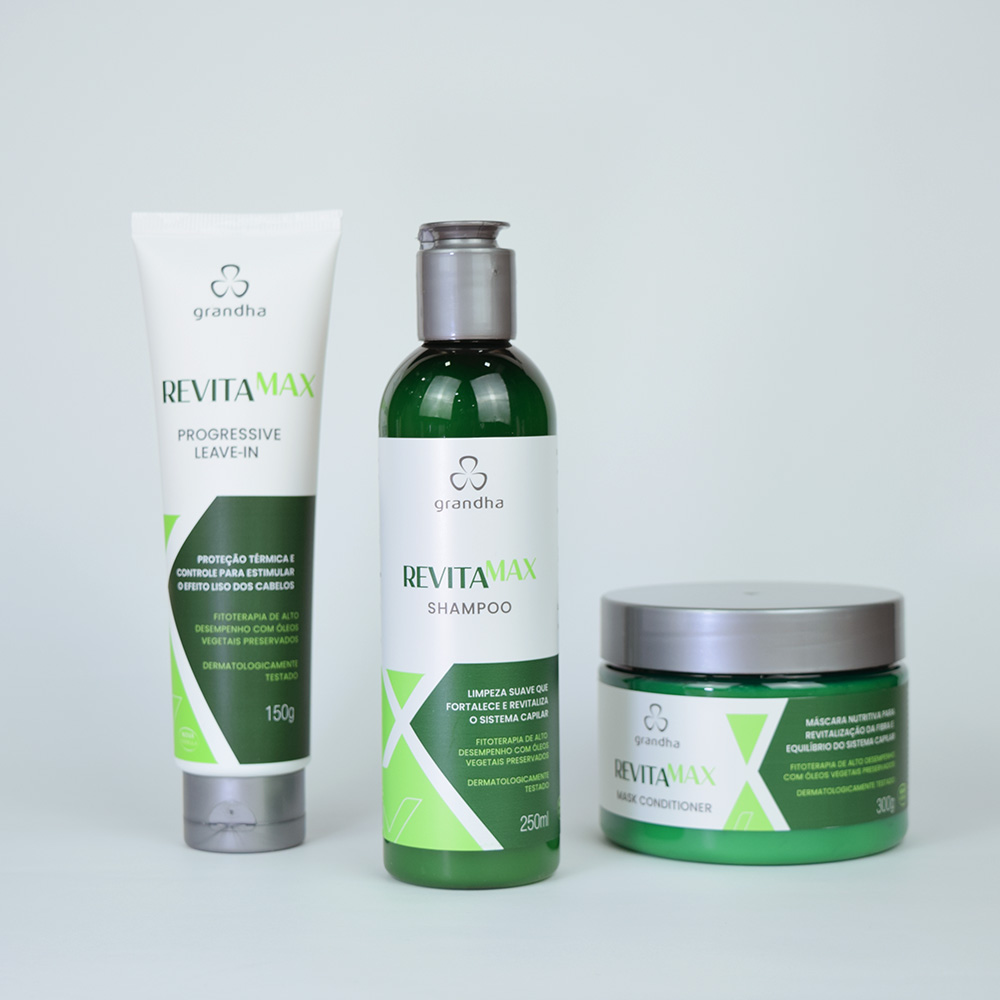 grandha
REVITAMAX
PROGRESSIVE
LEAVE-IN
PROTEÇÃO TÉRMICA E
CONTROLE PARA ESTIMULAR
O EFEITO LISO DOS CABELOS
FITOTERAPIA DE ALTO
DESEMPENHO COM ÓLEOS
VEGETAIS PRESERVADOS
DERMATOLOGICAMENTE
TESTADO
150g
grandha
REVITAMAX
SHAMPOO
LIMPEZA SUAVE QUE
FORTALECE E REVITALIZA
O SISTEMA CAPILAR
FITOTERAPIA DE ALTO
DESEMPENHO COM ÓLEOS
VEGETAIS PRESERVADOS
DERMATOLOGICAMENTE
TESTADO
250ml
grandha
REVITAMAX
MASK CONDITIONER
MÁSCARA NUTRITIVA PARA
REVITALIZAÇÃO DA FIBRA E
EQUILÍBRIO DO SISTEMA CAPILAR
FITOTERAPIA DE ALTO DESEMPENHO
COM ÓLEOS VEGETAIS PRESERVADOS
DERMATOLOGICAMENTE TESTADO
300g